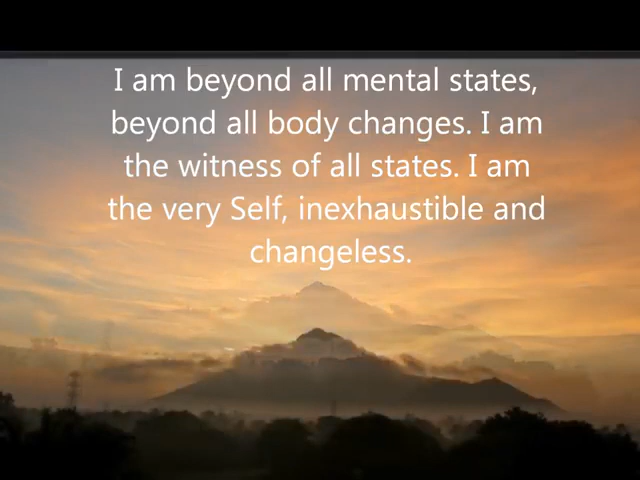 I am beyond all mental states,
beyond all body changes. I am
the witness of all states. I am
the very Self, inexhaustible and
changeless.